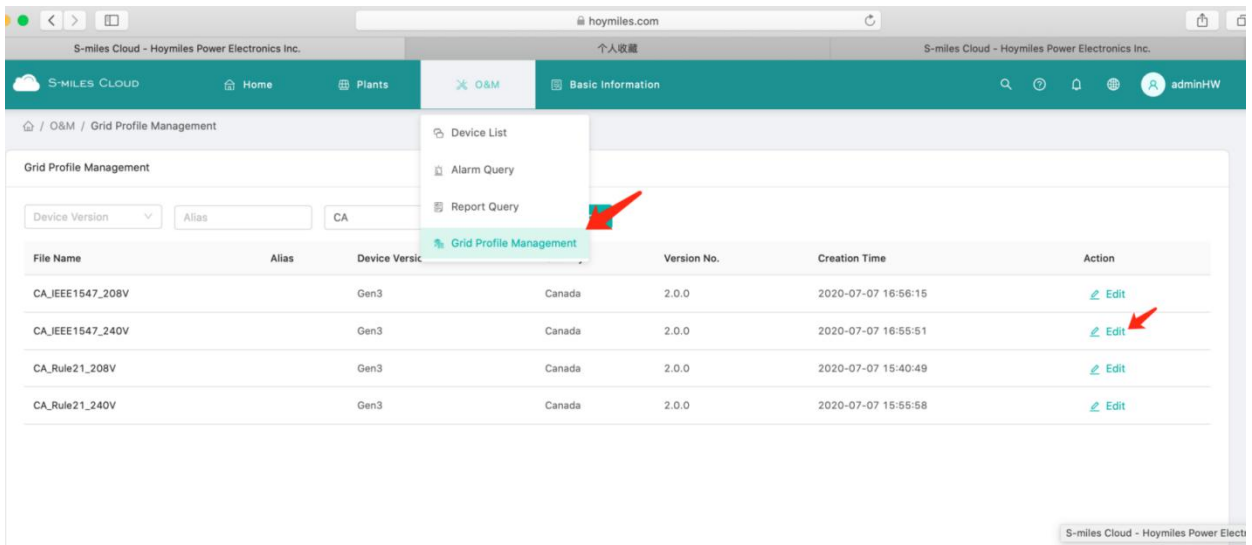 hoymiles.com
S-miles Cloud - Hoymiles Power Electronics Inc.
个人收藏
S-miles Cloud - Hoymiles Power Electronics Inc.
S-MILES CLOUD
Home
Plants
O&M
Basic Information
adminHW
/ O&M / Grid Profile Management
Device List
Grid Profile Management
Alarm Query
Device Version
Alias
CA
Report Query
Grid Profile Management
File Name
Alias
Device Versio
Version No.
Creation Time
Action
CA_IEEE1547_208V Gen3 Canada 2.0.0 2020-07-07 16:56:15 Edit
CA_IEEE1547_240V Gen3 Canada 2.0.0 2020-07-07 16:55:51 Edit
CA_Rule21_208V Gen3 Canada 2.0.0 2020-07-07 15:40:49 Edit
CA_Rule21_240V Gen3 Canada 2.0.0 2020-07-07 15:55:58 Edit
S-miles Cloud - Hoymiles Power Electr